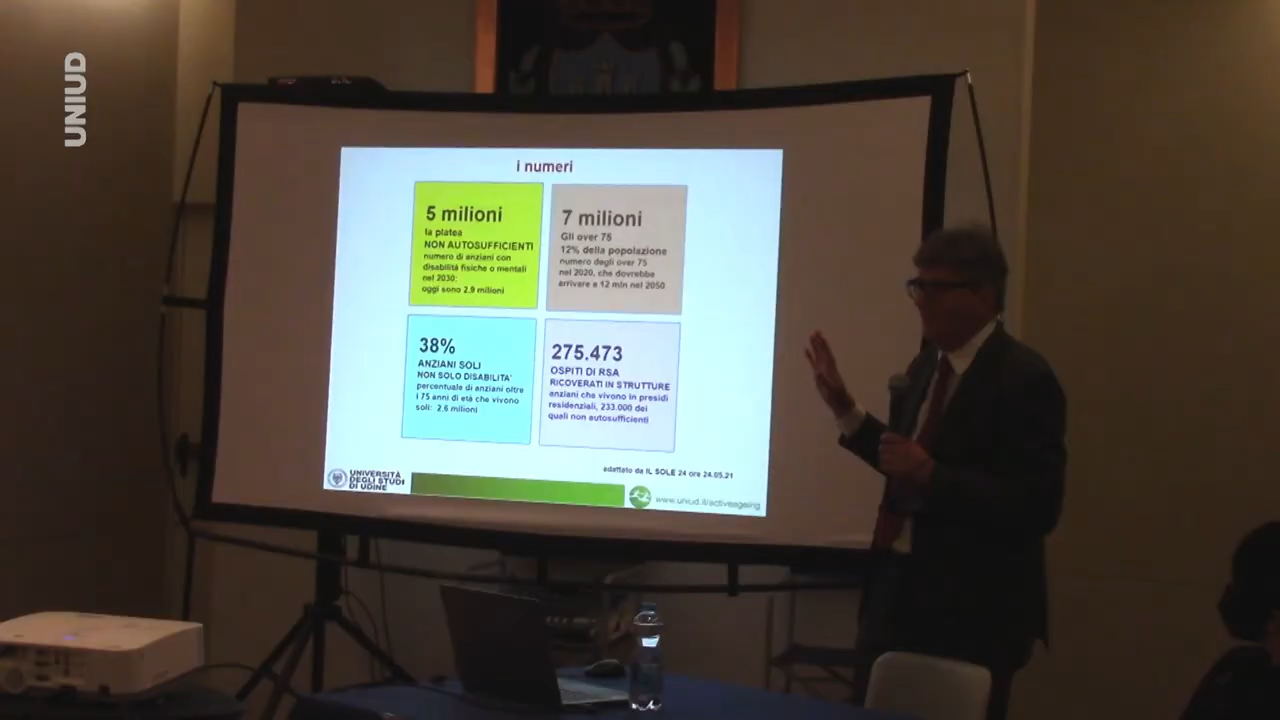 UNIUD
i numeri
5 milioni
la platea
NON AUTOSUFFICIENTI
numero di anziani con
disabilità fisiche o mentali
nel 2030;
oggi sono 2.9 milioni
7 milioni
Gli over 75
12% della popolazione
numero degli over 75
nel 2020, che dovrebbe
arrivare a 12 mln nel 2050
38%
ANZIANI SOLI
NON SOLO DISABILITA'
percentuale di anziani oltre
i 75 anni di età che vivono
soli: 2.6 milioni
275.473
OSPITI DI RSA
RICOVERATI IN STRUTTURE
anziani che vivono in presidi
residenziali, 233.000 dei
quali non autosufficienti
adattato da IL SOLE 24 ore 24.05.21
UNIVERSITÀ
DEGLI STUDI
DI UDINE
www.uniud.it/activeageing